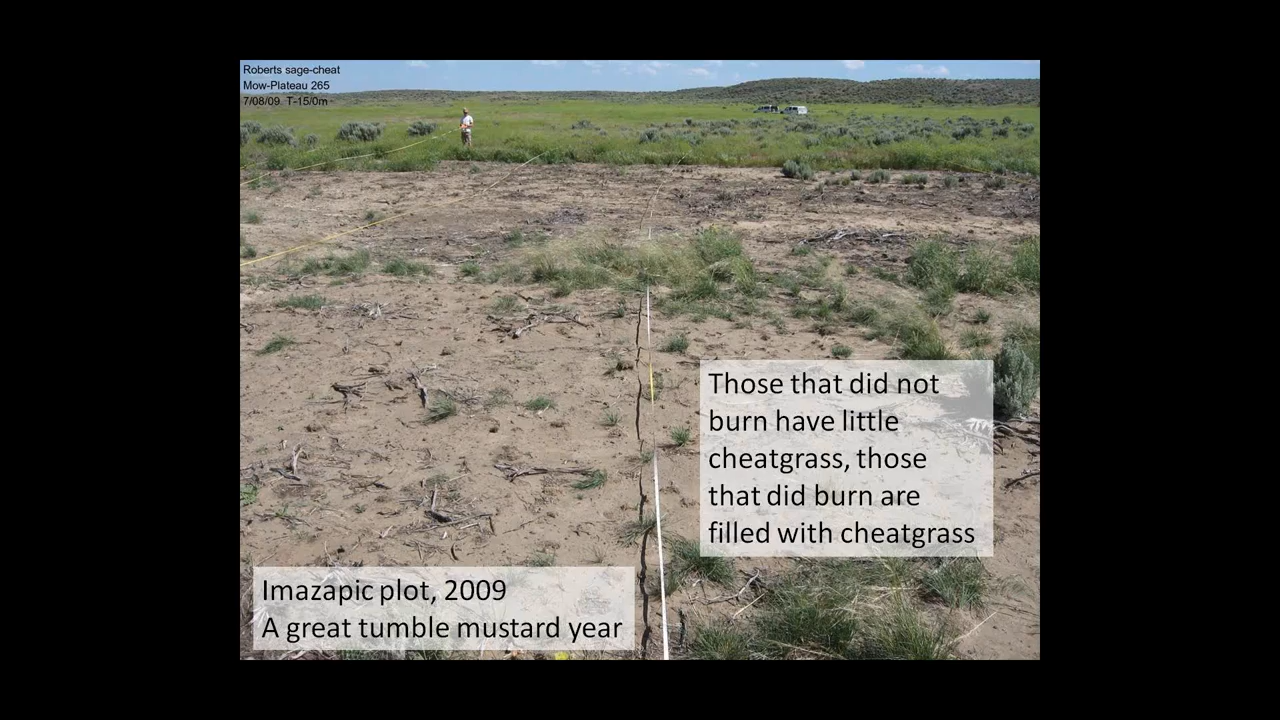 Roberts sage-cheat
Mow-Plateau 265
7/08/09 T-15/0m
Those that did not
burn have little
cheatgrass, those
that did burn are
filled with cheatgrass
Imazapic plot, 2009
A great tumble mustard year